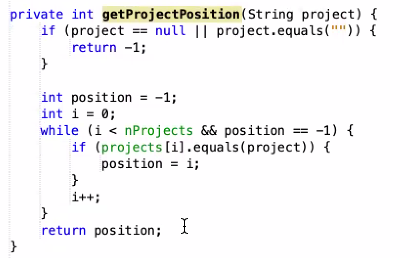 private int getProjectPosition(String project) {
    if (project == null || project.equals("")) {
        return -1;
    }

    int position = -1;
    int i = 0;
    while (i < nProjects && position == -1) {
        if (projects[i].equals(project)) {
            position = i;
        }
        i++;
    }
    return position;
}